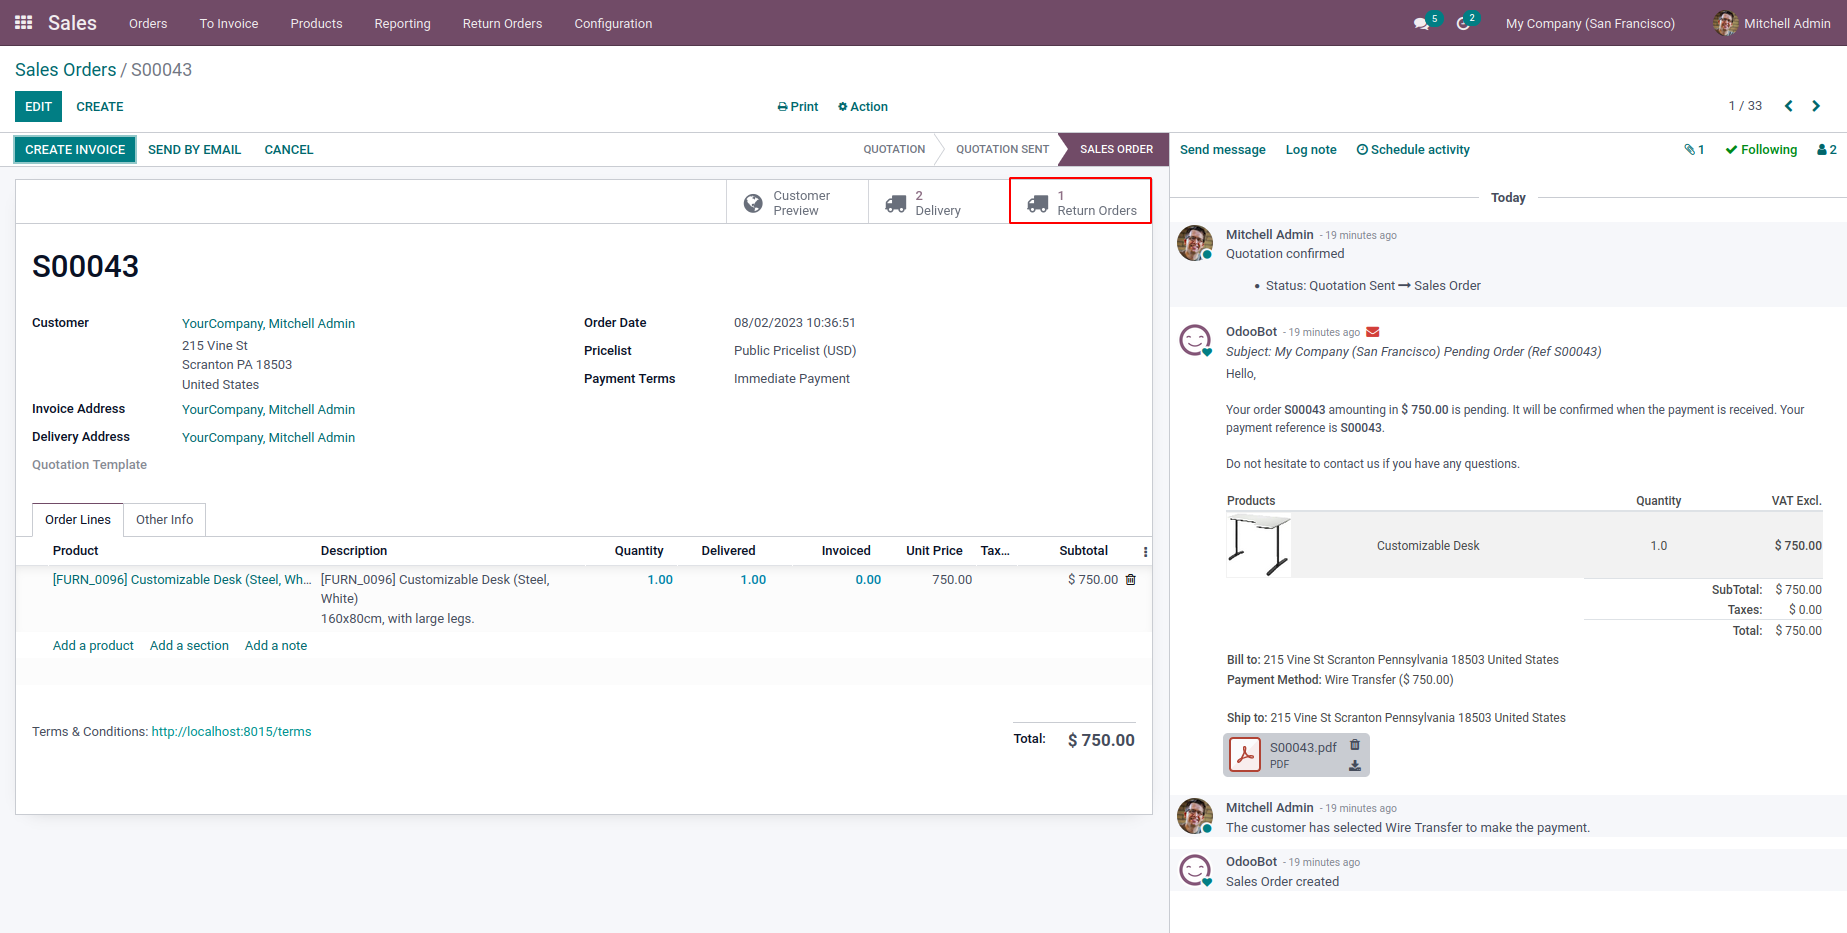 Sales Orders To Invoice Products Reporting Return Orders Configuration 5 2 My Company (San Francisco) Mitchell Admin
Sales Orders / S00043
EDIT CREATE Print Action 1 / 33
CREATE INVOICE SEND BY EMAIL CANCEL QUOTATION QUOTATION SENT SALES ORDER
Customer
Preview
2
Delivery
1
Return Orders
S00043
Customer YourCompany, Mitchell Admin
215 Vine St
Scranton PA 18503
United States
Invoice Address YourCompany, Mitchell Admin
Delivery Address YourCompany, Mitchell Admin
Quotation Template
Order Date 08/02/2023 10:36:51
Pricelist Public Pricelist (USD)
Payment Terms Immediate Payment
Order Lines Other Info
Product Description Quantity Delivered Invoiced Unit Price Tax... Subtotal
[FURN_0096] Customizable Desk (Steel, Wh... [FURN_0096] Customizable Desk (Steel, 1.00 1.00 0.00 750.00 $ 750.00
White)
160x80cm, with large legs.
Add a product Add a section Add a note
Terms & Conditions: http://localhost:8015/terms
Total: $ 750.00
Send message Log note Schedule activity 1 Following 2
Today
Mitchell Admin - 19 minutes ago
Quotation confirmed
• Status: Quotation Sent → Sales Order
OdooBot - 19 minutes ago
Subject: My Company (San Francisco) Pending Order (Ref S00043)
Hello,
Your order S00043 amounting in $ 750.00 is pending. It will be confirmed when the payment is received. Your
payment reference is S00043.
Do not hesitate to contact us if you have any questions.
Products Quantity VAT Excl.
Customizable Desk 1.0 $ 750.00
SubTotal: $ 750.00
Taxes: $ 0.00
Total: $ 750.00
Bill to: 215 Vine St Scranton Pennsylvania 18503 United States
Payment Method: Wire Transfer ($ 750.00)
Ship to: 215 Vine St Scranton Pennsylvania 18503 United States
S00043.pdf
PDF
Mitchell Admin - 19 minutes ago
The customer has selected Wire Transfer to make the payment.
OdooBot - 19 minutes ago
Sales Order created